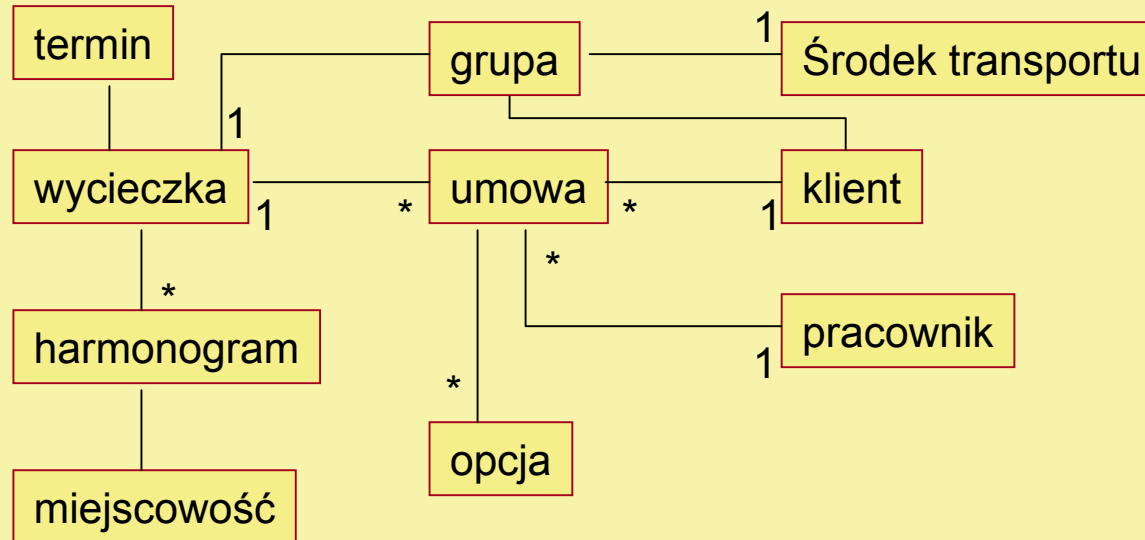 termin
grupa
1
Środek transportu
1
wycieczka
1
*
umowa
*
1
klient
*
*
harmonogram
1
pracownik
*
opcja
miejscowość